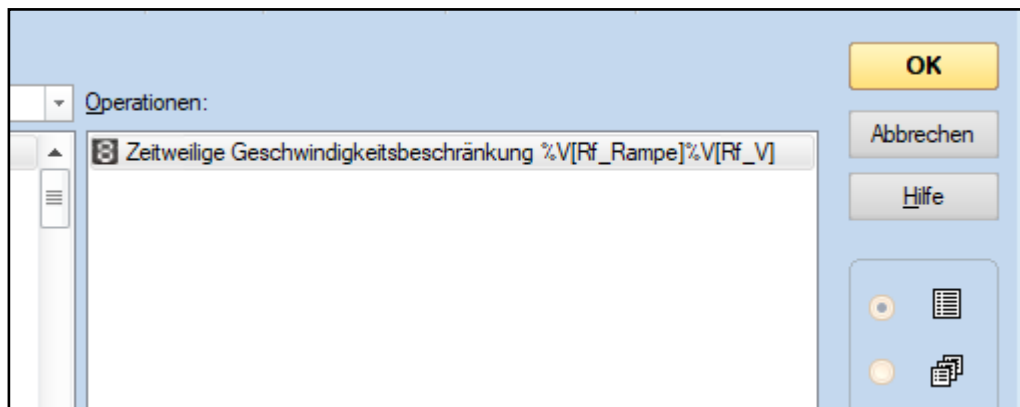 OK
Operationen:
Abbrechen
Zeitweilige Geschwindigkeitsbeschränkung %V[Rf_Rampe]%V[Rf_V]
Hilfe